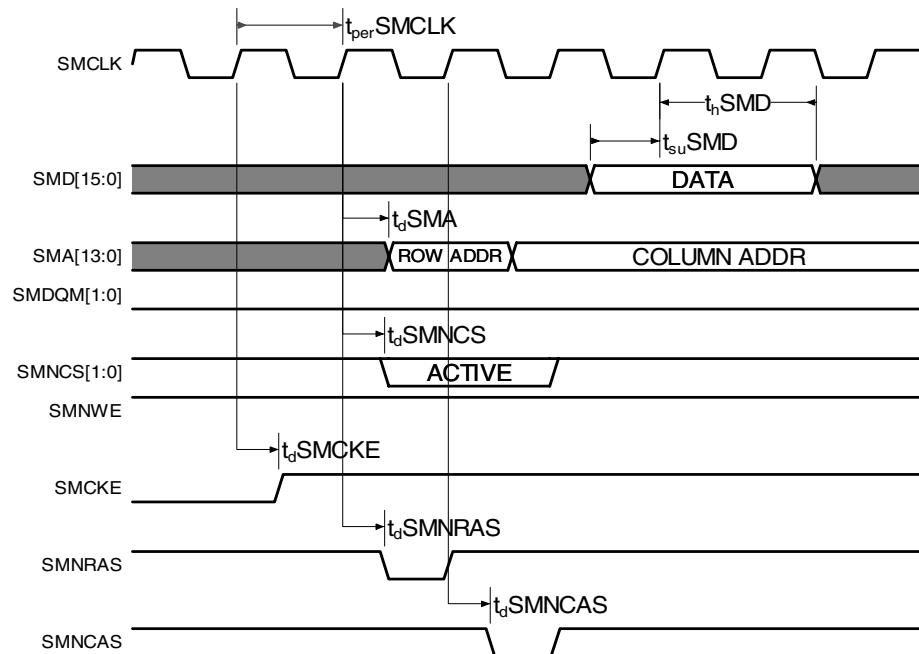 tperSMCLK
SMCLK
thSMD
tsuSMD
SMD[15:0]
DATA
tdSMA
SMA[13:0]
ROW ADDR
COLUMN ADDR
SMDQM[1:0]
tdSMNCS
SMNCS[1:0]
ACTIVE
SMNWE
tdSMCKE
SMCKE
tdSMNRAS
SMNRAS
tdSMNCAS
SMNCAS